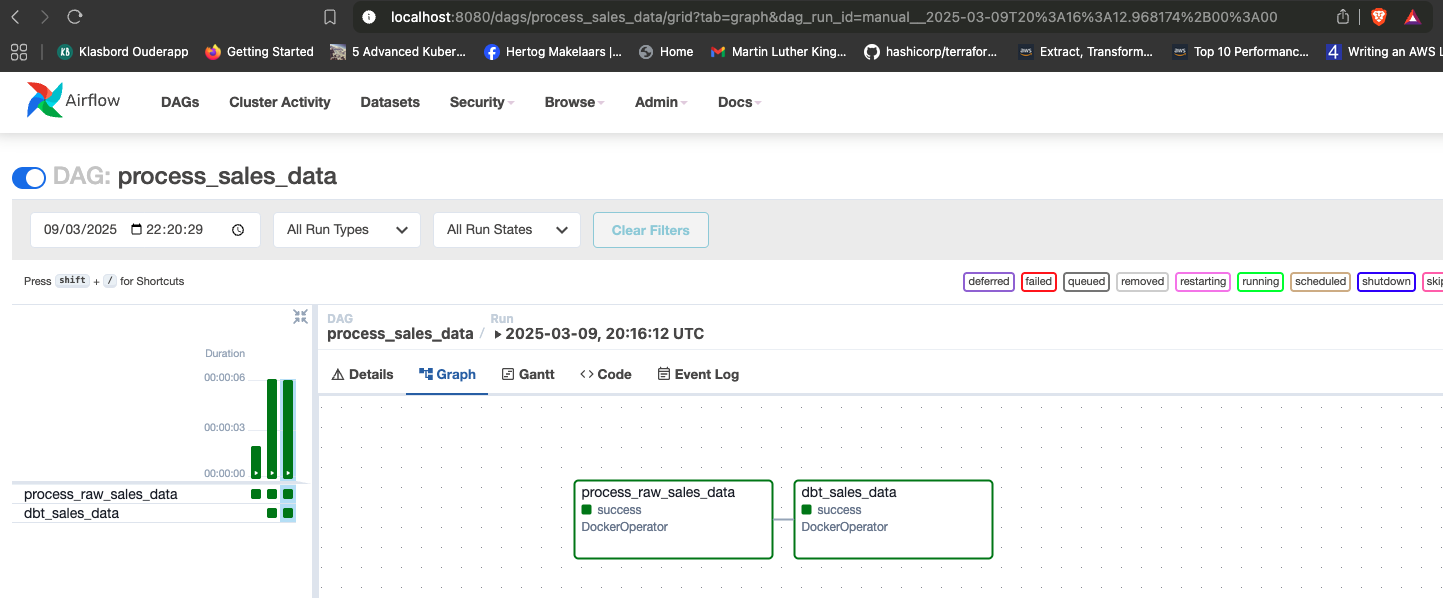 localhost:8080/dags/process_sales_data/grid?tab=graph&dag_run_id=manual__2025-03-09T20%3A16%3A12.968174%2B00%3A00
Klasbord Ouderapp Getting Started 5 Advanced Kuber... Hertog Makelaars |... Home Martin Luther King... hashicorp/terrafor... aws Extract, Transform... aws Top 10 Performanc... 4 Writing an AWS L
Airflow DAGs Cluster Activity Datasets Security Browse Admin Docs
DAG: process_sales_data
09/03/2025 22:20:29 All Run Types All Run States Clear Filters
Press shift + / for Shortcuts
deferred failed queued removed restarting running scheduled shutdown skip
DAG Run
process_sales_data / 2025-03-09, 20:16:12 UTC
Duration
00:00:06
00:00:03
00:00:00
Details Graph Gantt <> Code Event Log
process_raw_sales_data
dbt_sales_data
process_raw_sales_data
success
DockerOperator
dbt_sales_data
success
DockerOperator